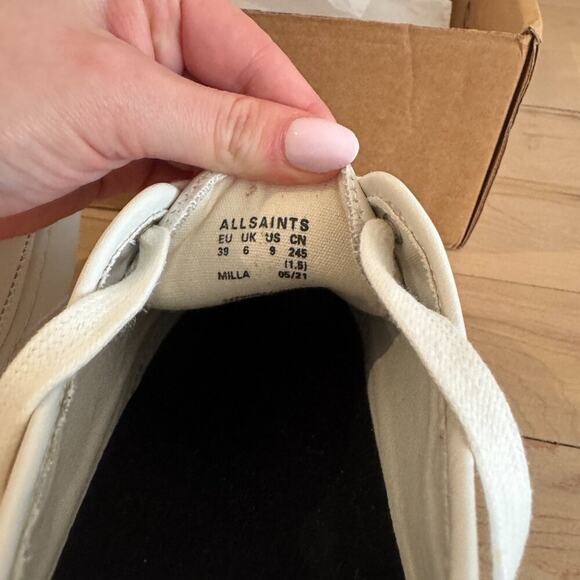 ALLSAINTS
EU UK US CN
39 6 9 245
(1.5)
MILLA 05/21